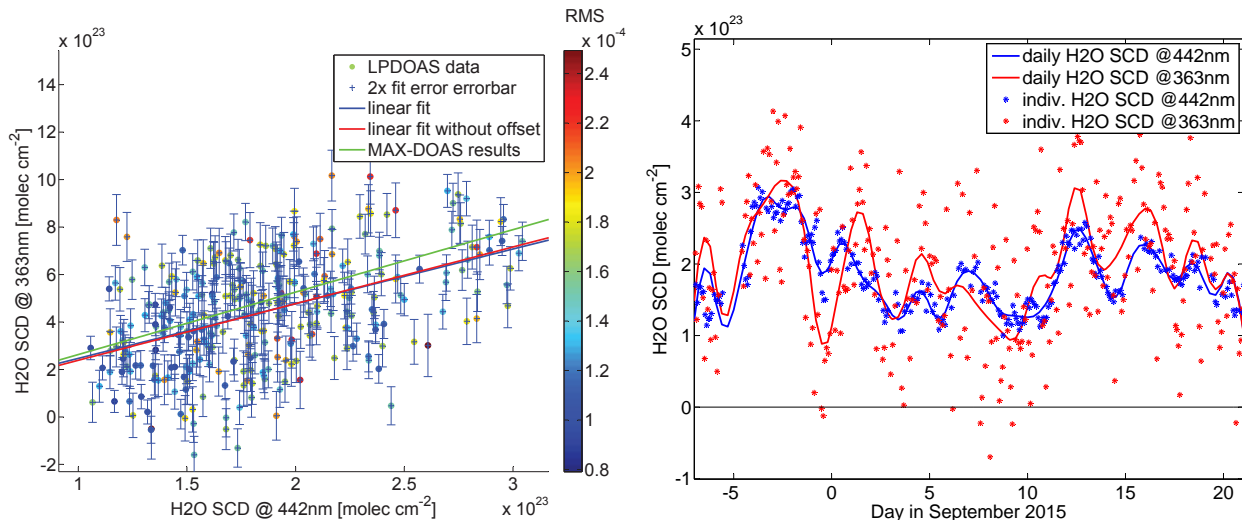 RMS
x 10^23
x 10^-4
LPDOAS data
2x fit error errorbar
linear fit
linear fit without offset
MAX-DOAS results
14
12
10
8
6
4
2
0
-2
H2O SCD @ 363nm [molec cm^-2]
1
1.5
2
2.5
3
H2O SCD @ 442nm [molec cm^-2]
x 10^23
2.4
2.2
2
1.8
1.6
1.4
1.2
1
0.8
x 10^23
daily H2O SCD @442nm
daily H2O SCD @363nm
indiv. H2O SCD @442nm
indiv. H2O SCD @363nm
5
4
3
2
1
0
-1
H2O SCD [molec cm^-2]
-5
0
5
10
15
20
Day in September 2015